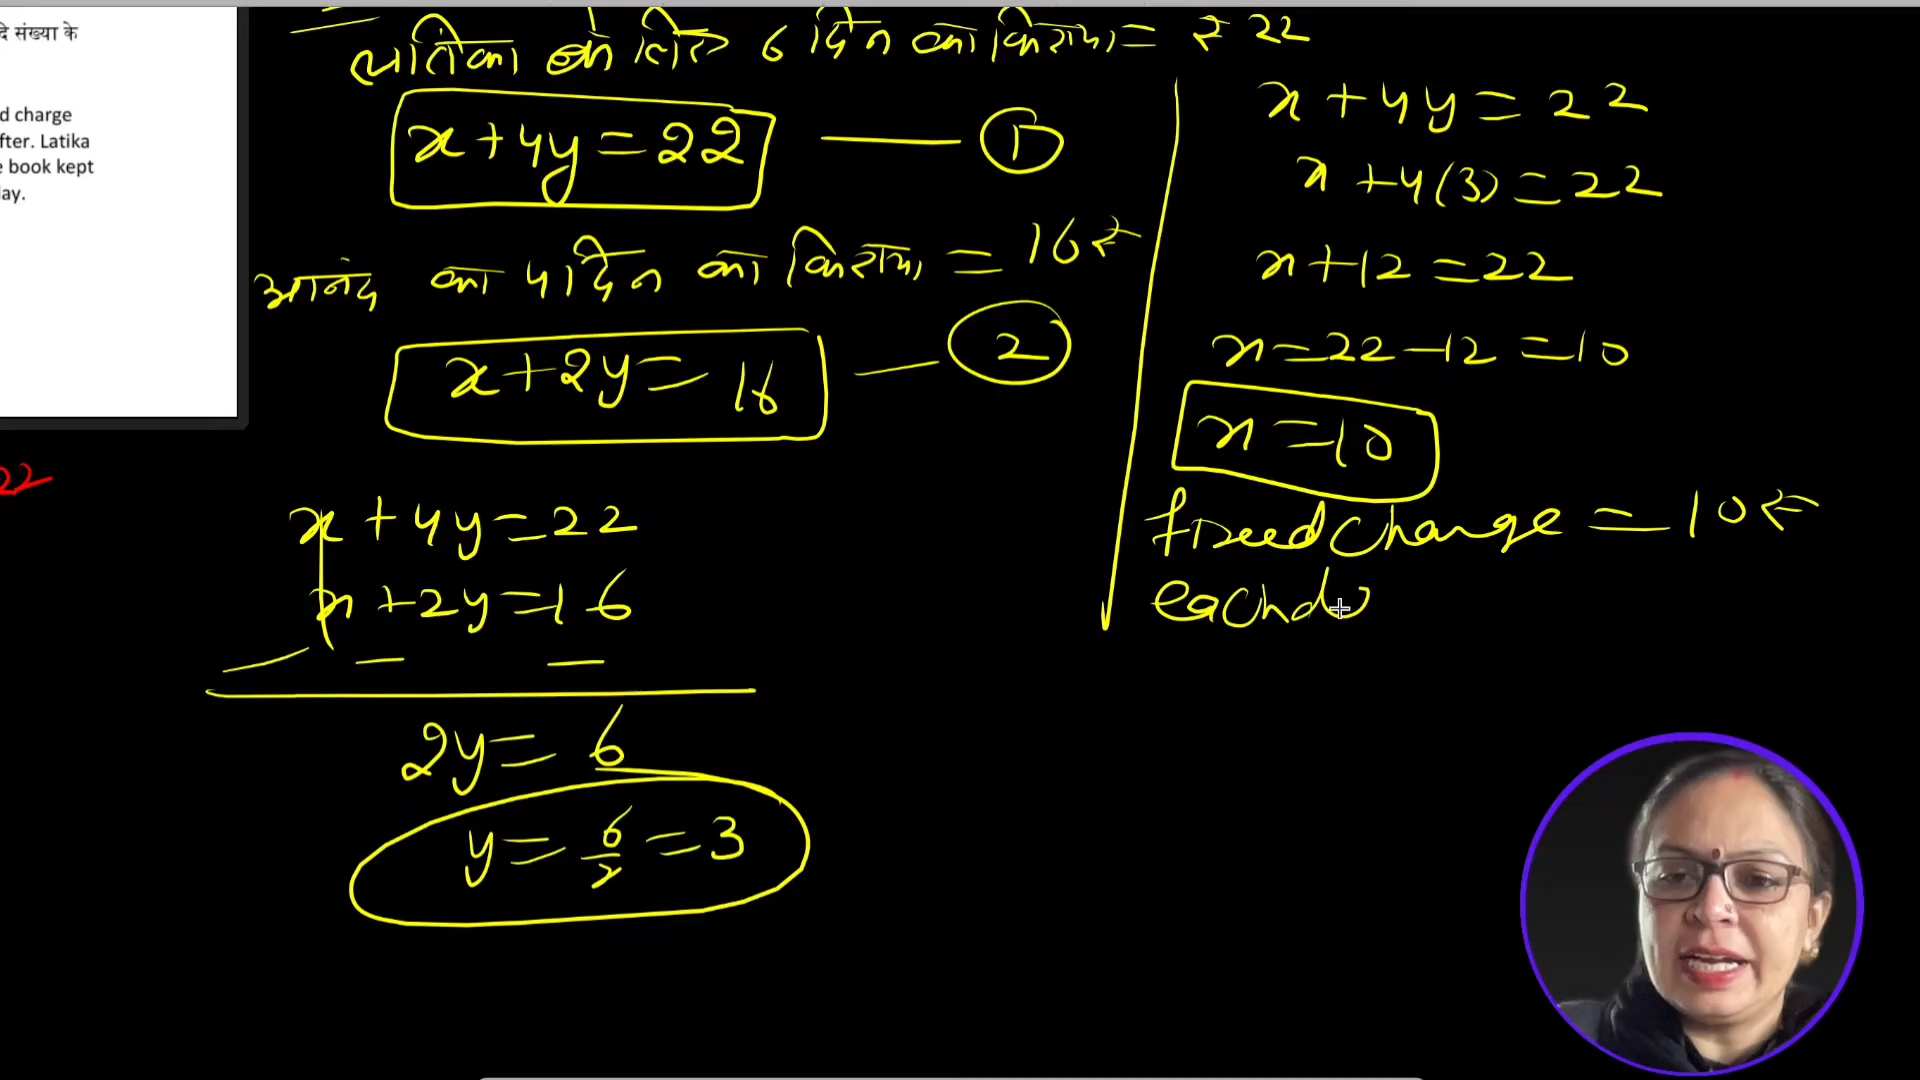 दे संख्या के
d charge
fter. Latika
e book kept
lay.
22
लातिका के लिए 6 दिन का किराया = ₹ 22
x + 4y = 22 —— 1
आनंद का 4 दिन का किराया = 16 ₹
x + 2y = 16 — 2
x + 4y = 22
x + 2y = 16
— — —
2y = 6
y = 6/2 = 3
x + 4y = 22
x + 4(3) = 22
x + 12 = 22
x = 22 - 12 = 10
x = 10
fixed charge = 10 ₹
each da